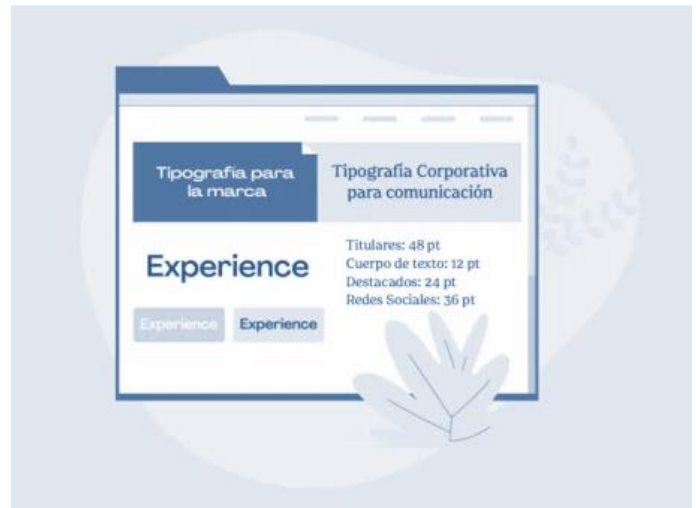 Tipografía para
la marca
Tipografía Corporativa
para comunicación
Experience
Experience
Experience
Titulares: 48 pt
Cuerpo de texto: 12 pt
Destacados: 24 pt
Redes Sociales: 36 pt